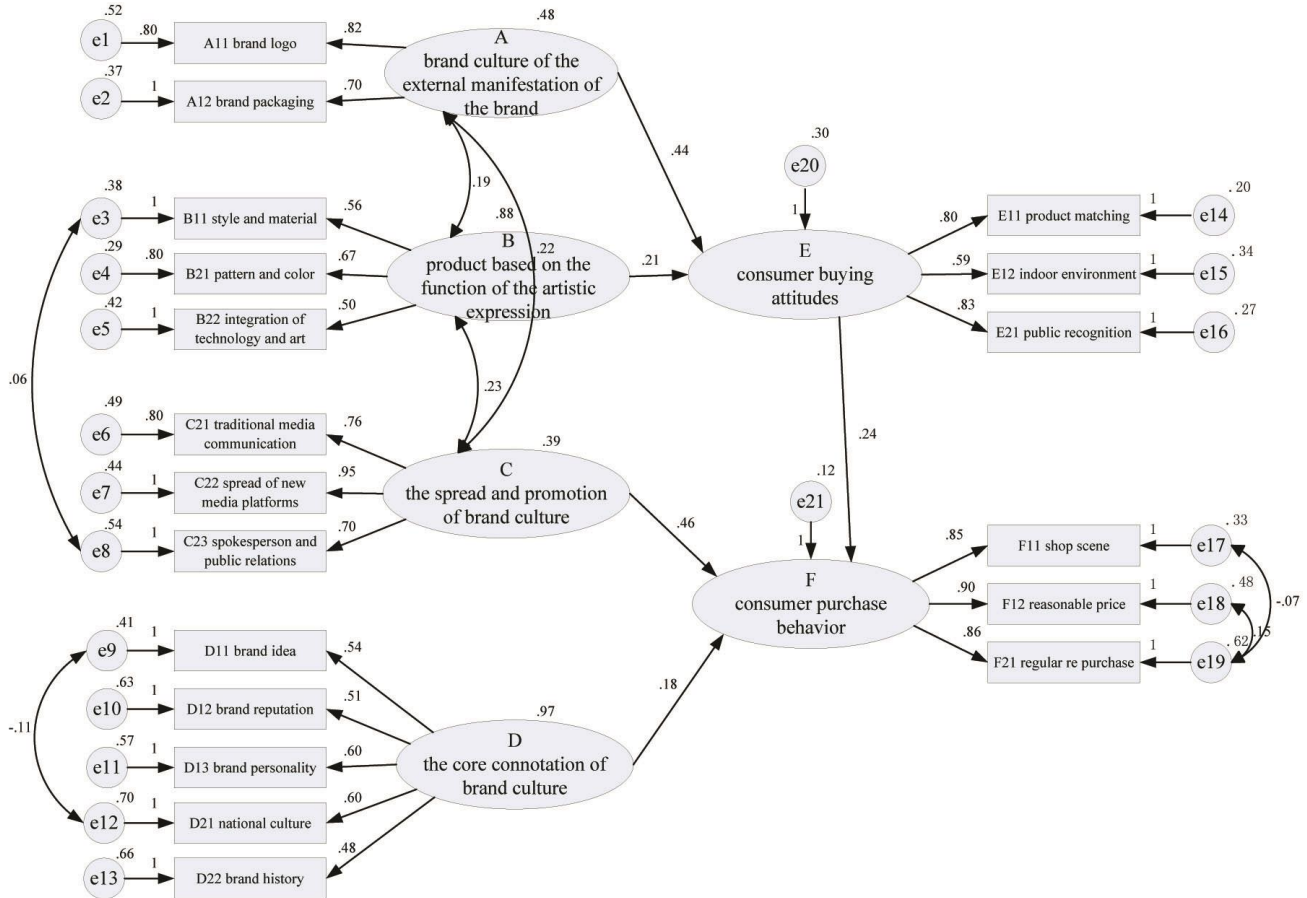 .52
e1
.80
A11 brand logo
.82
.37
e2
1
A12 brand packaging
.70
.48
A
brand culture of the
external manifestation of
the brand
.44
.19
.88
.22
.38
e3
1
B11 style and material
.56
.29
e4
.80
B21 pattern and color
.67
.42
e5
1
B22 integration of
technology and art
.50
B
product based on the
function of the artistic
expression
.21
.23
.06
.49
e6
.80
C21 traditional media
communication
.76
.44
e7
1
C22 spread of new
media platforms
.95
.54
e8
1
C23 spokesperson and
public relations
.70
.39
C
the spread and promotion
of brand culture
.46
.41
e9
1
D11 brand idea
.54
-.11
.63
e10
1
D12 brand reputation
.51
.57
e11
1
D13 brand personality
.60
.70
e12
1
D21 national culture
.60
.66
e13
1
D22 brand history
.48
.97
D
the core connotation of
brand culture
.18
.30
e20
1
E
consumer buying
attitudes
.80
E11 product matching
1
.20
e14
.59
E12 indoor environment
1
.34
e15
.83
E21 public recognition
1
.27
e16
.24
.12
e21
1
F
consumer purchase
behavior
.85
F11 shop scene
1
.33
e17
.90
F12 reasonable price
1
.48
e18
.86
F21 regular re purchase
1
.62
e19
.15
-.07